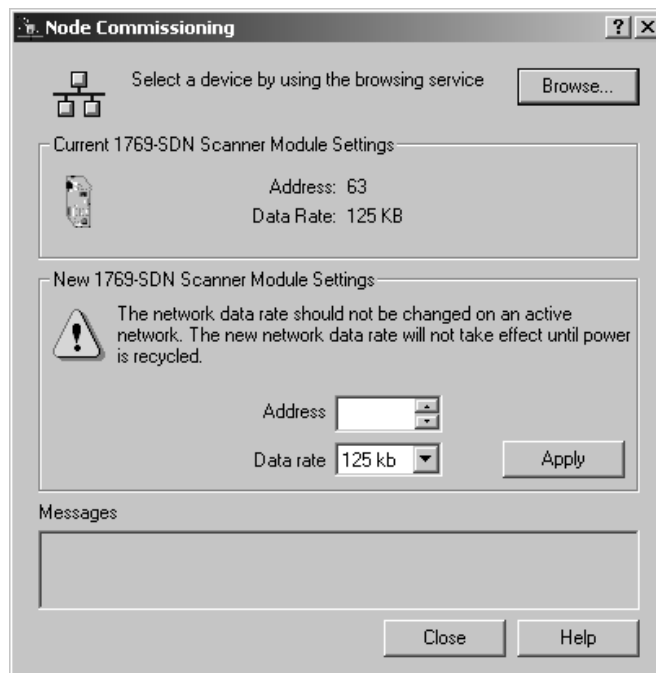 Node Commissioning
Select a device by using the browsing service
Browse...
Current 1769-SDN Scanner Module Settings
Address: 63
Data Rate: 125 KB
New 1769-SDN Scanner Module Settings
The network data rate should not be changed on an active
network. The new network data rate will not take effect until power
is recycled.
Address
Data rate 125 kb
Apply
Messages
Close Help